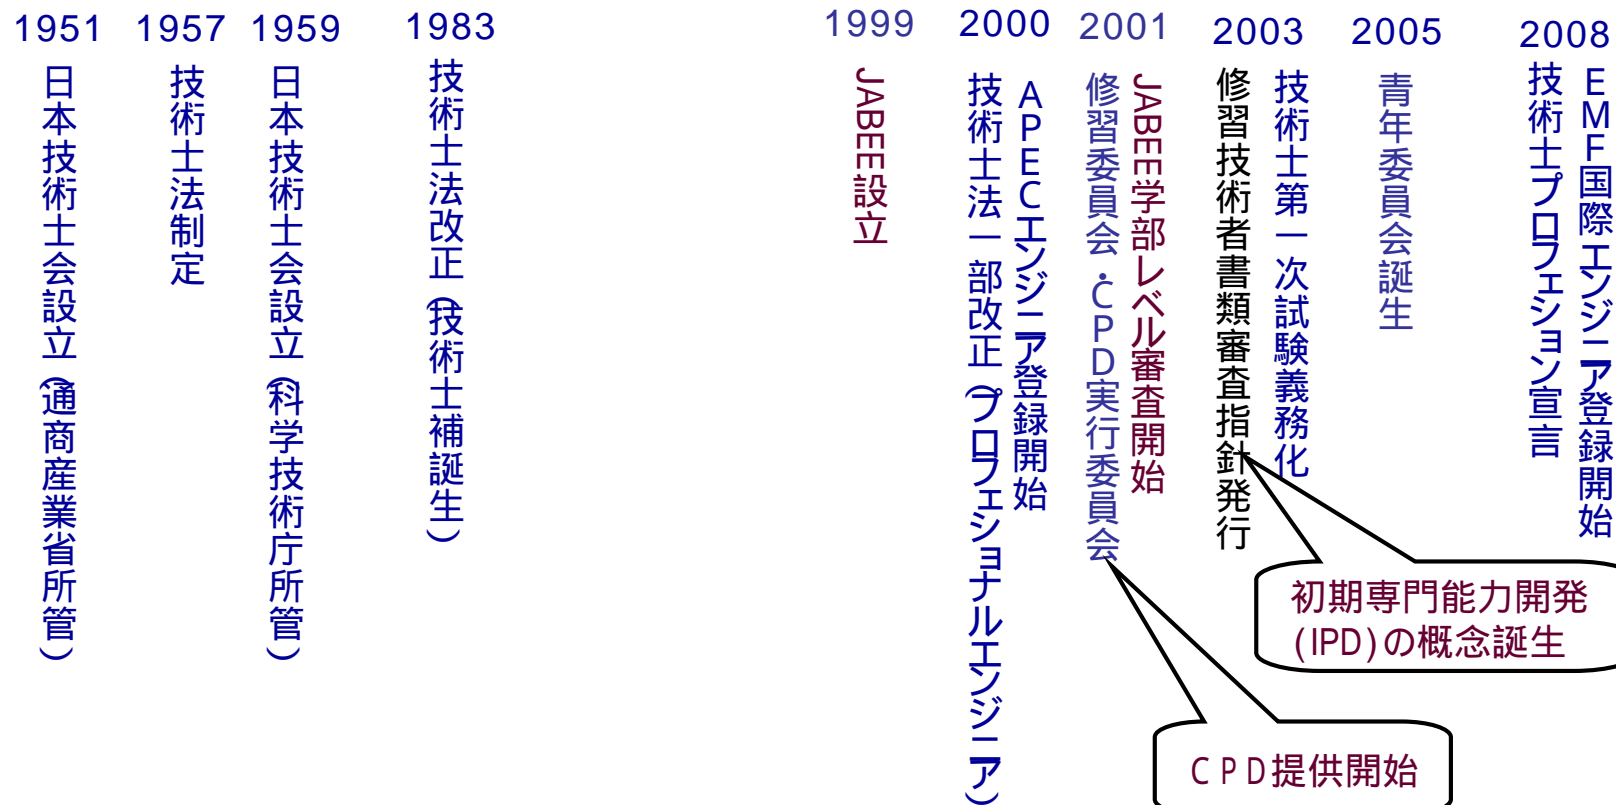 1951
日本技術士会設立（通商産業省所管）
1957
技術士法制定
1959
日本技術士会設立（科学技術庁所管）
1983
技術士法改正（技術士補誕生）
1999
JABEE設立
2000
APECエンジニア登録開始
技術士法一部改正（プロフェショナルエンジニア）
2001
JABEE学部レベル審査開始
修習委員会・CPD実行委員会
2003
技術士第一次試験義務化
修習技術者書類審査指針発行
2005
青年委員会誕生
2008
EMF国際エンジニア登録開始
技術士プロフェション宣言
初期専門能力開発
(IPD)の概念誕生
CPD提供開始